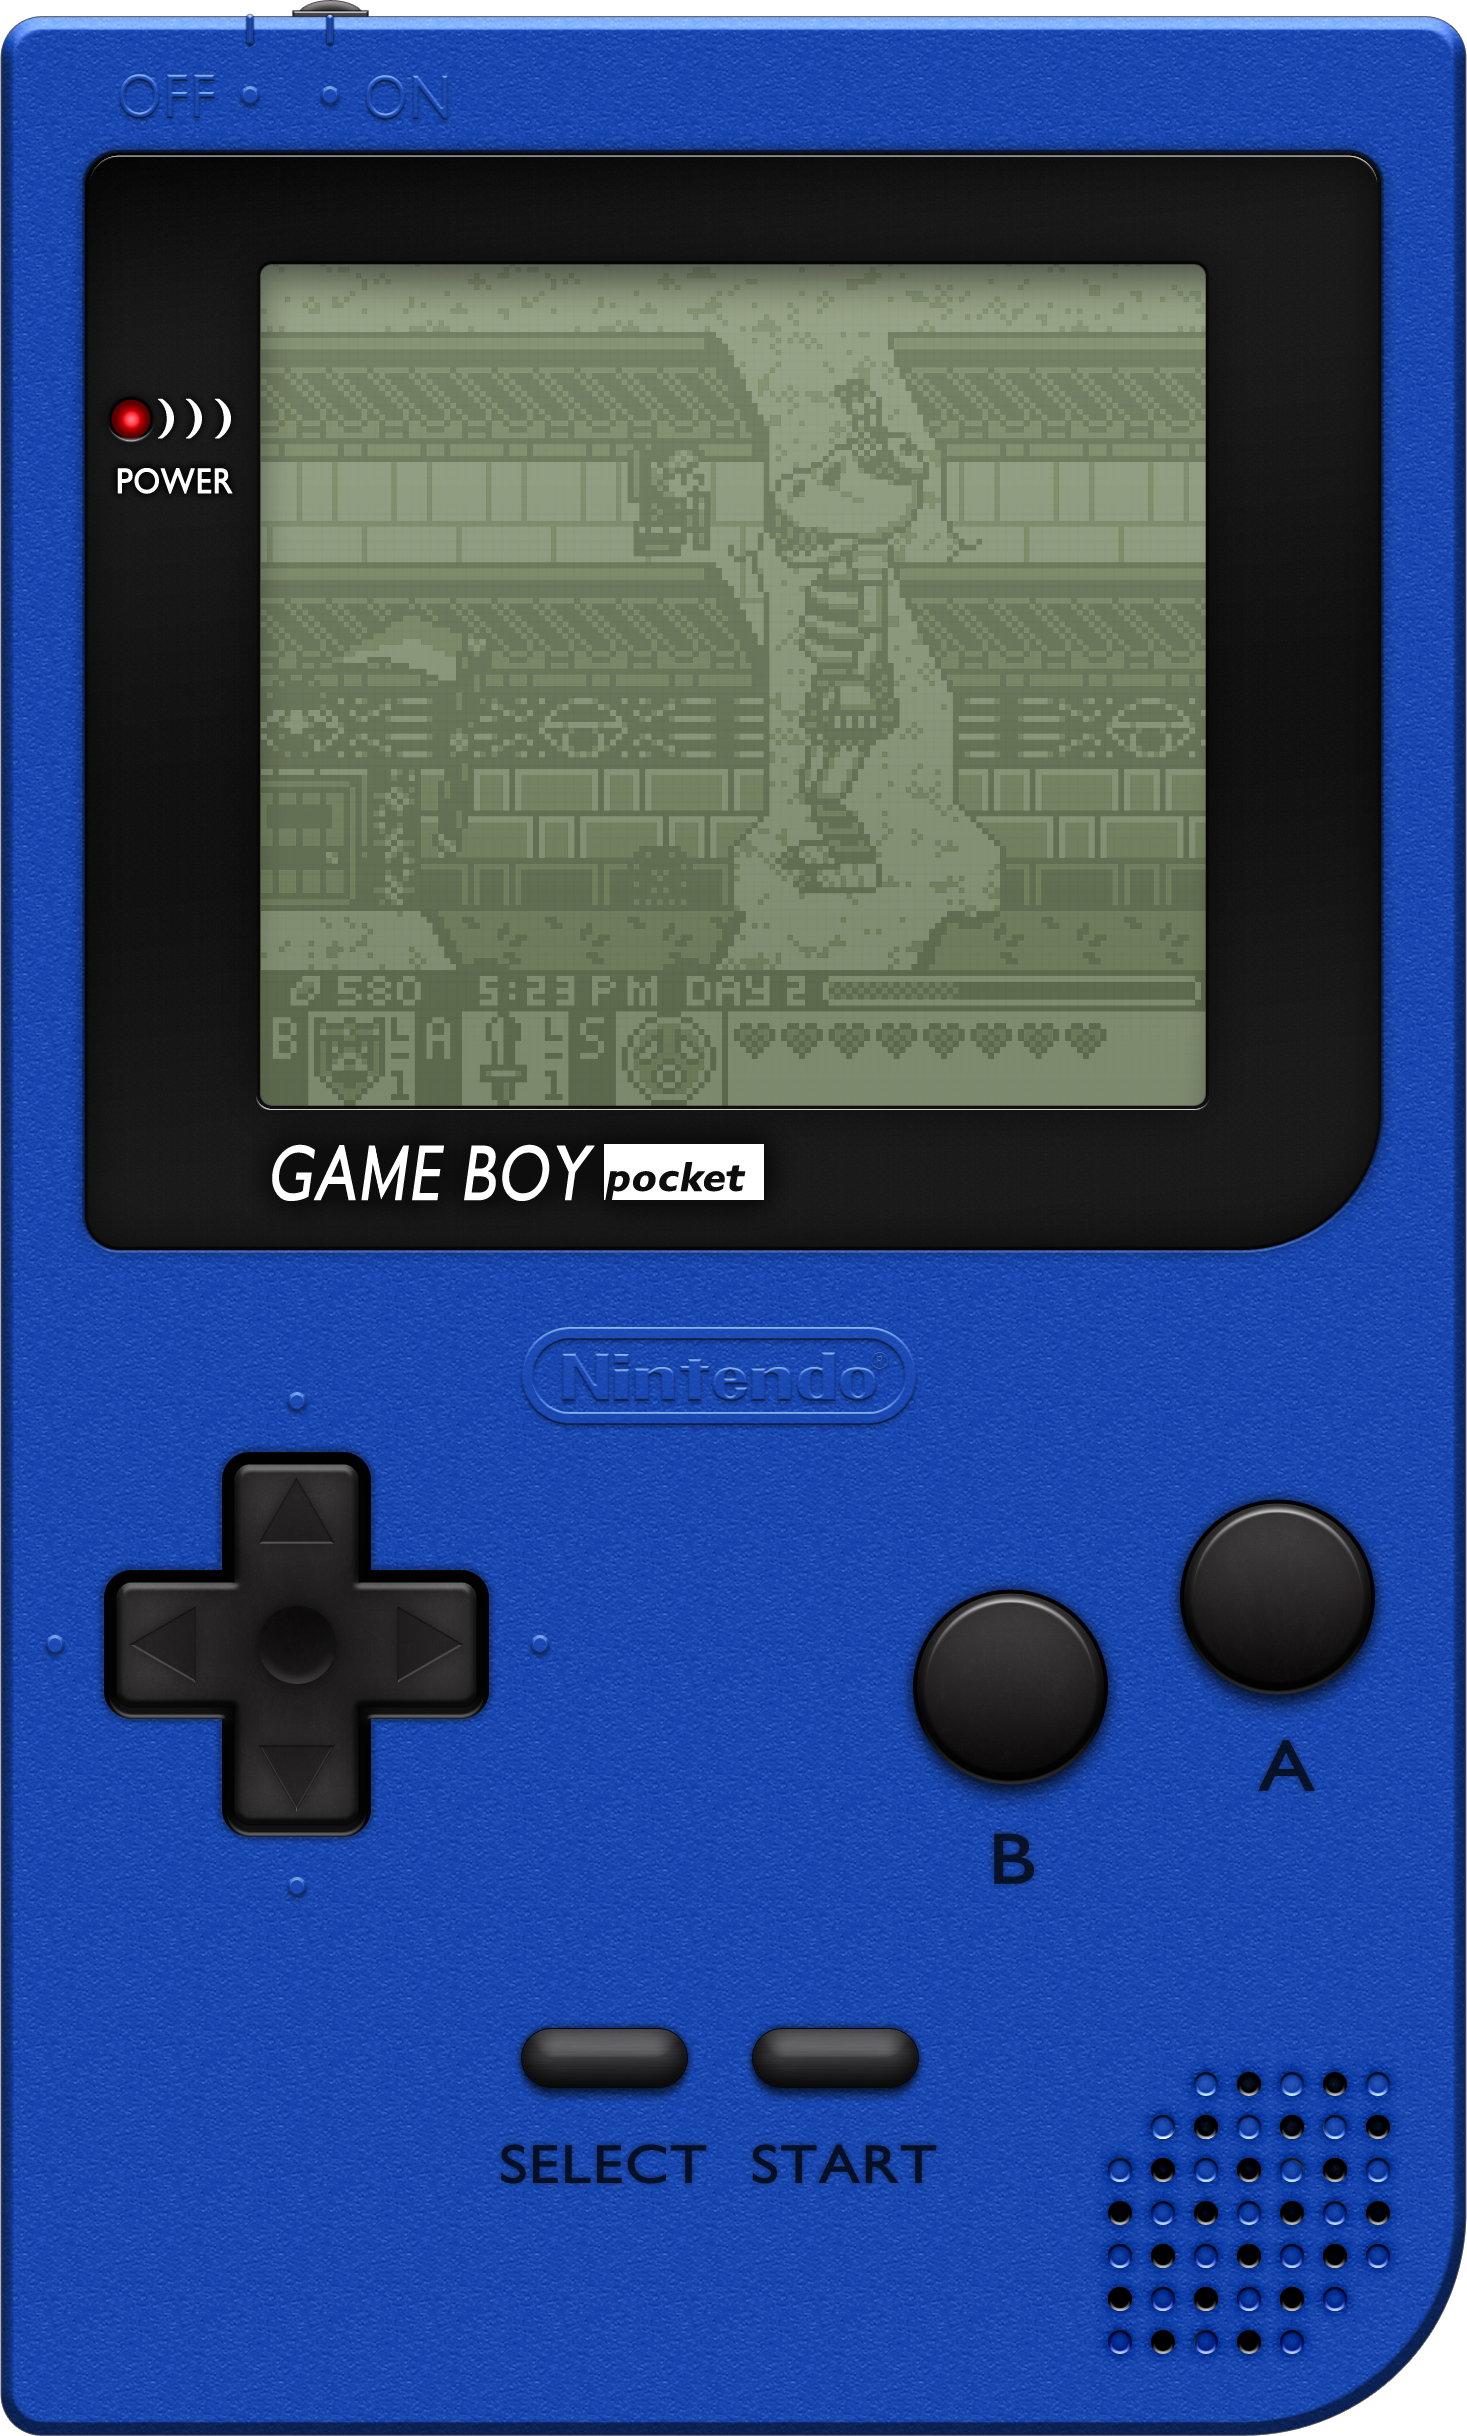 OFF ON
POWER
580 5:23 PM DAY 2
B L-1 A L-1 S
GAME BOY pocket
Nintendo®
A
B
SELECT START